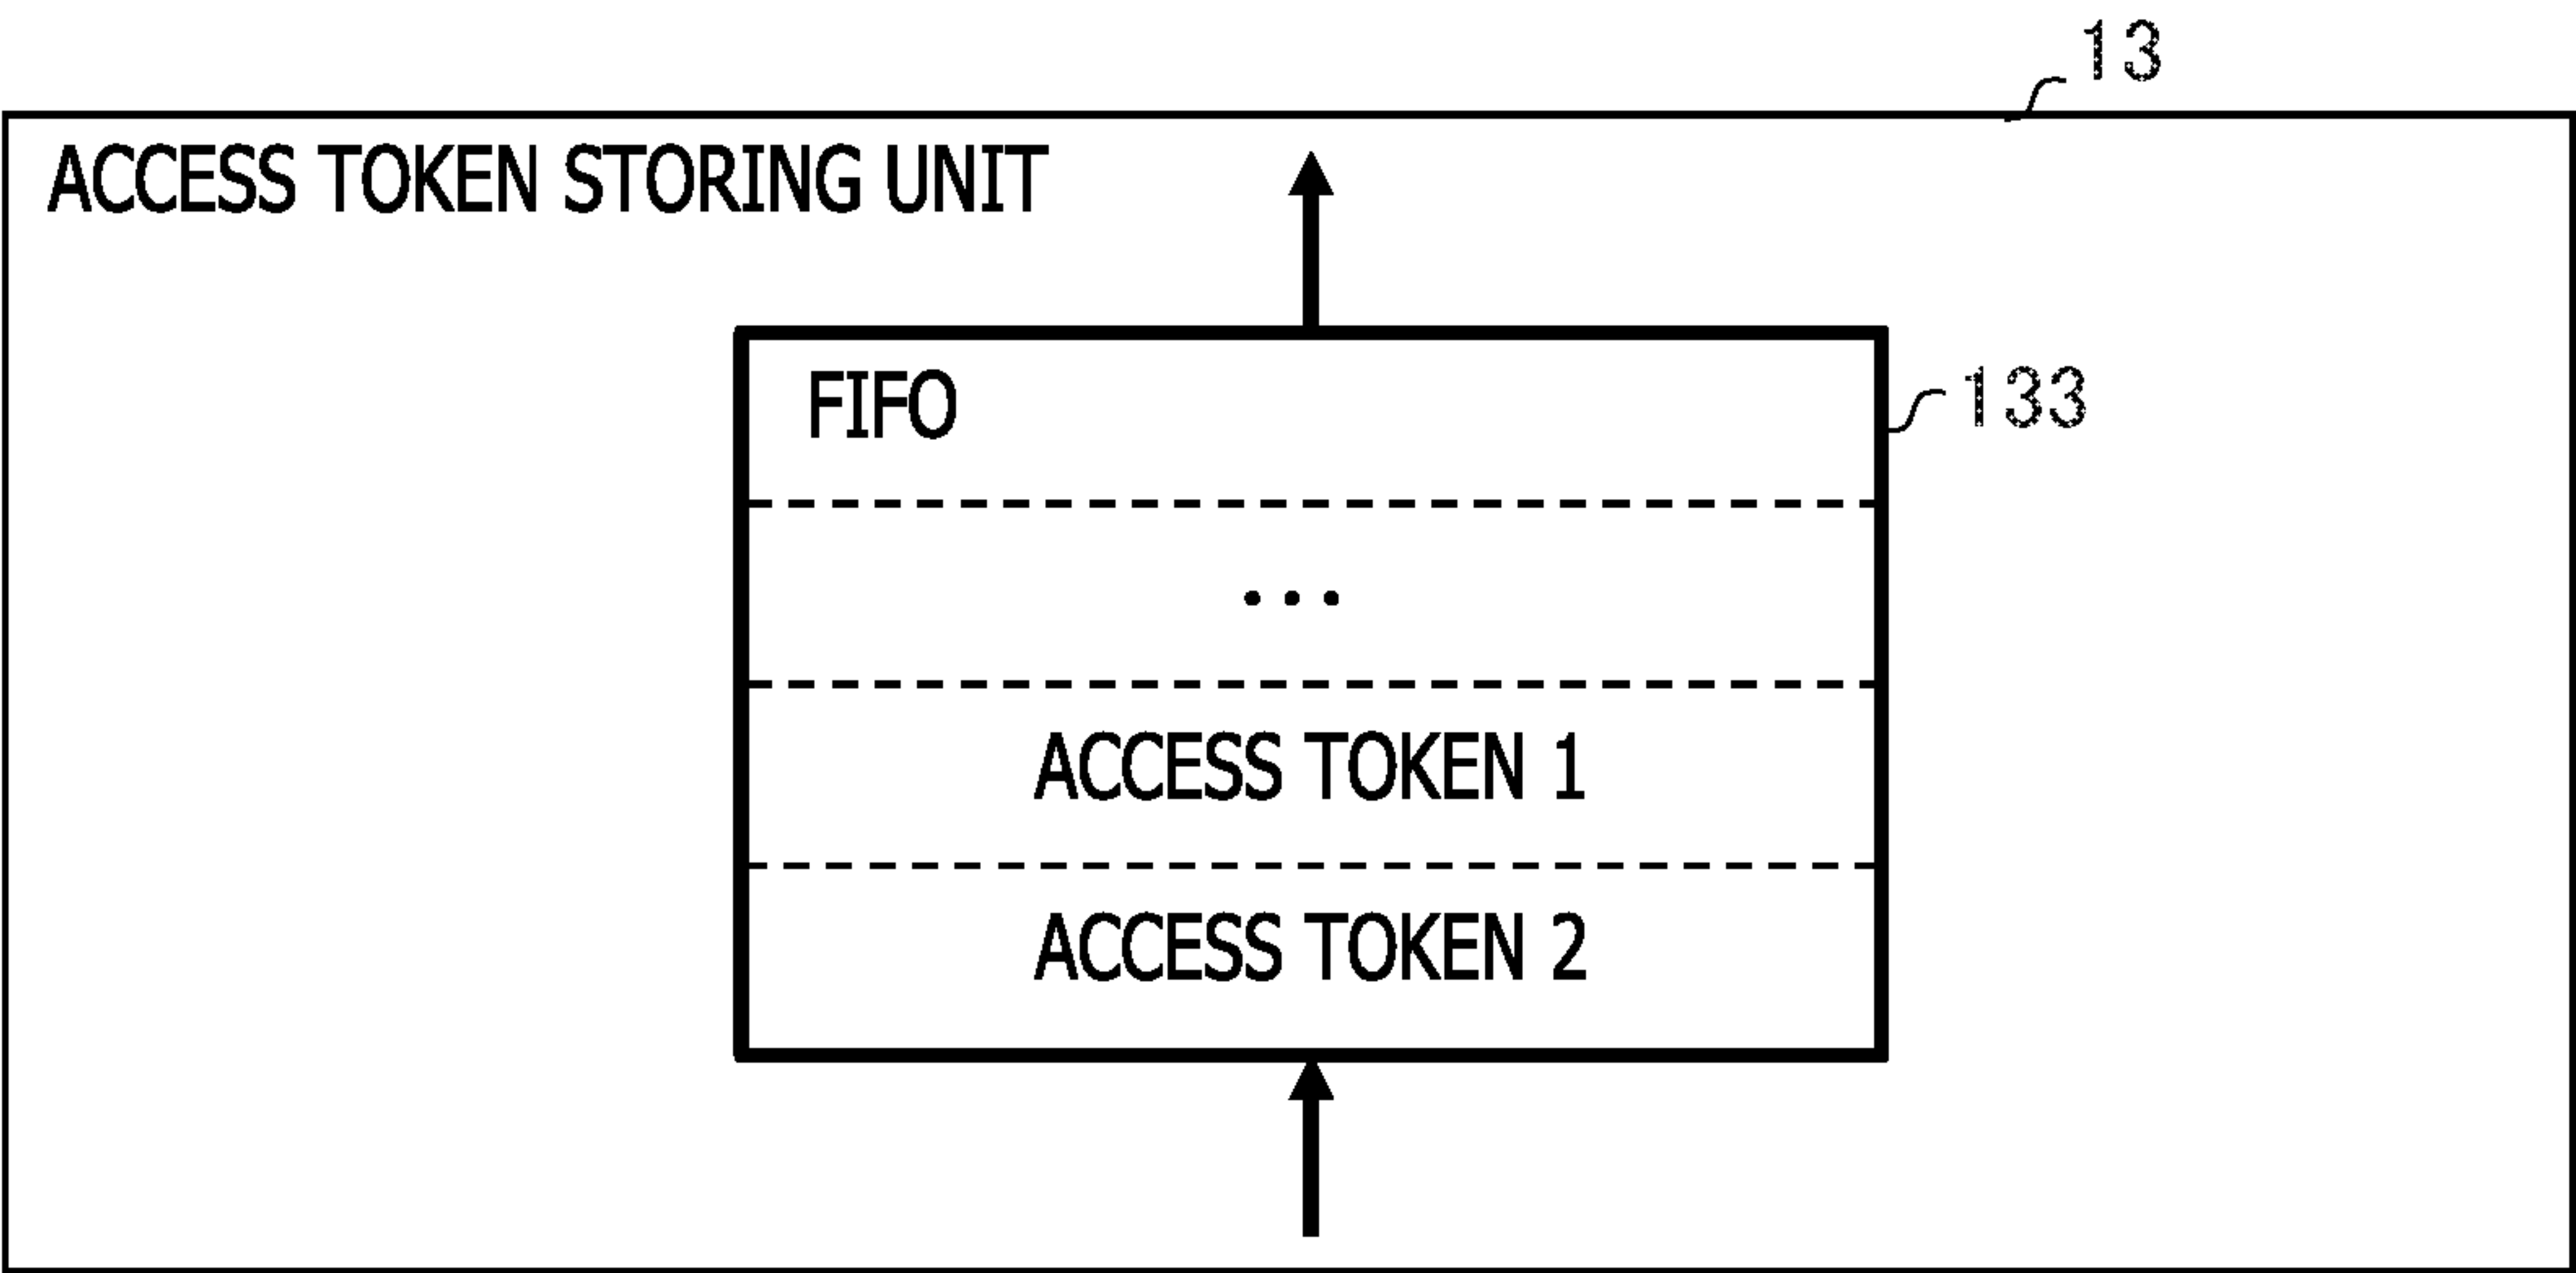 13
ACCESS TOKEN STORING UNIT
FIFO
133
...
ACCESS TOKEN 1
ACCESS TOKEN 2